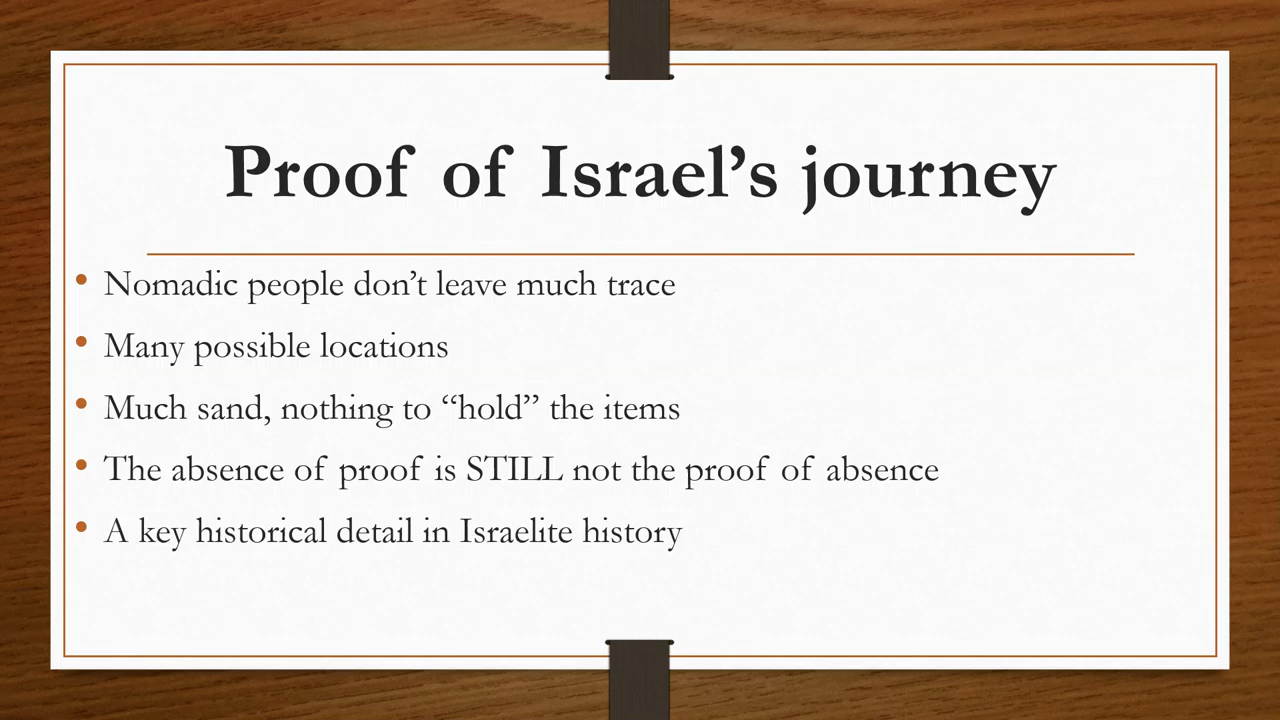 Proof of Israel’s journey
• Nomadic people don’t leave much trace
• Many possible locations
• Much sand, nothing to “hold” the items
• The absence of proof is STILL not the proof of absence
• A key historical detail in Israelite history